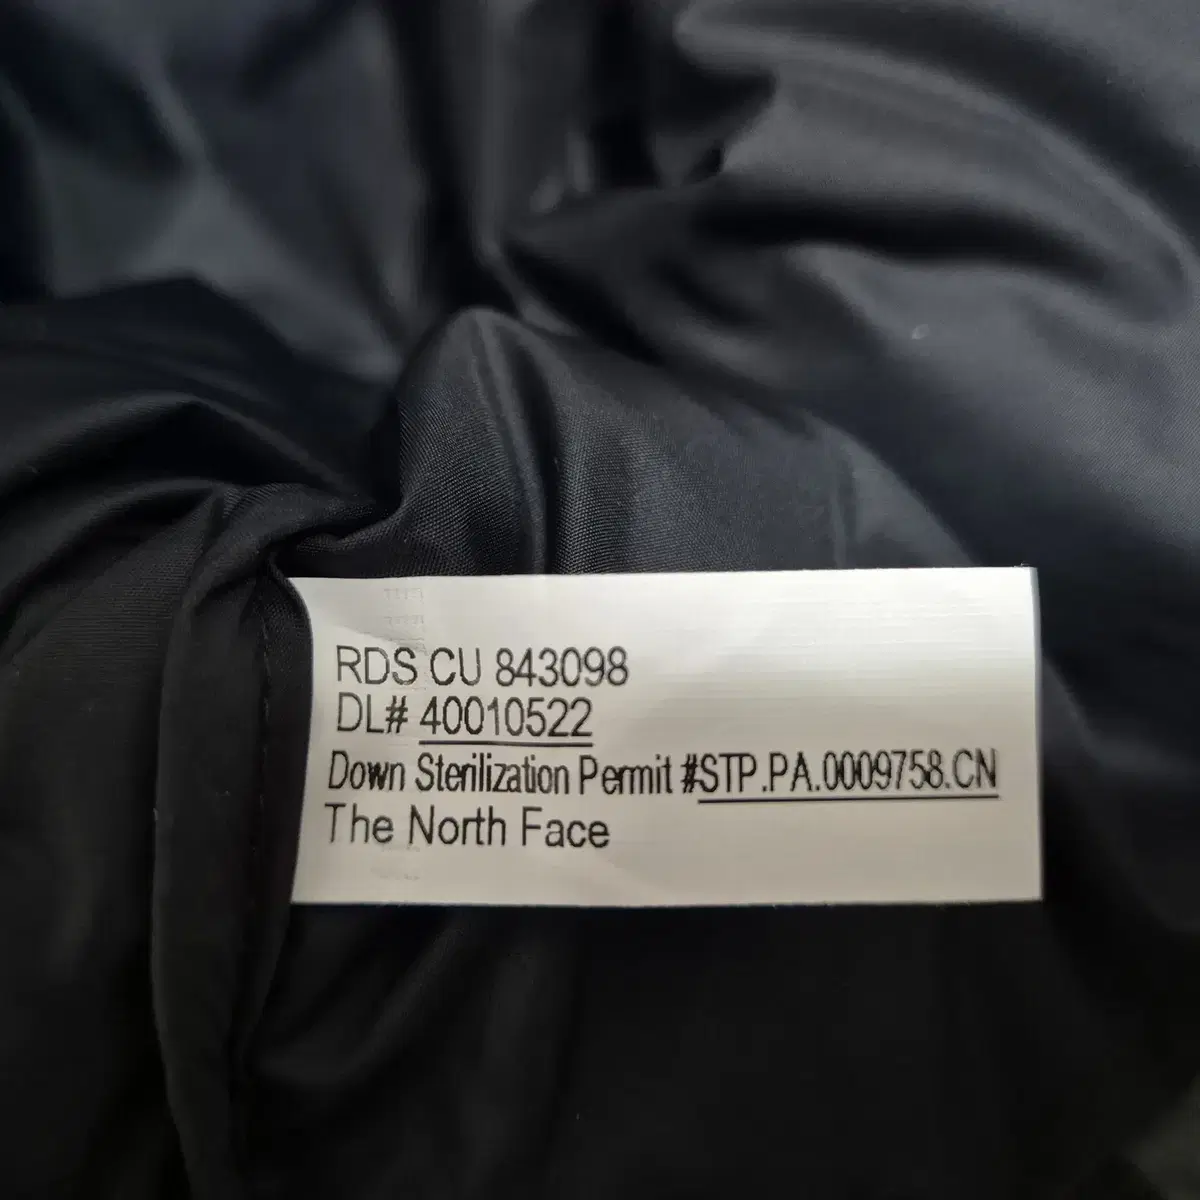 RDS CU 843098
DL# 40010522
Down Sterilization Permit #STP.PA.0009758.CN
The North Face